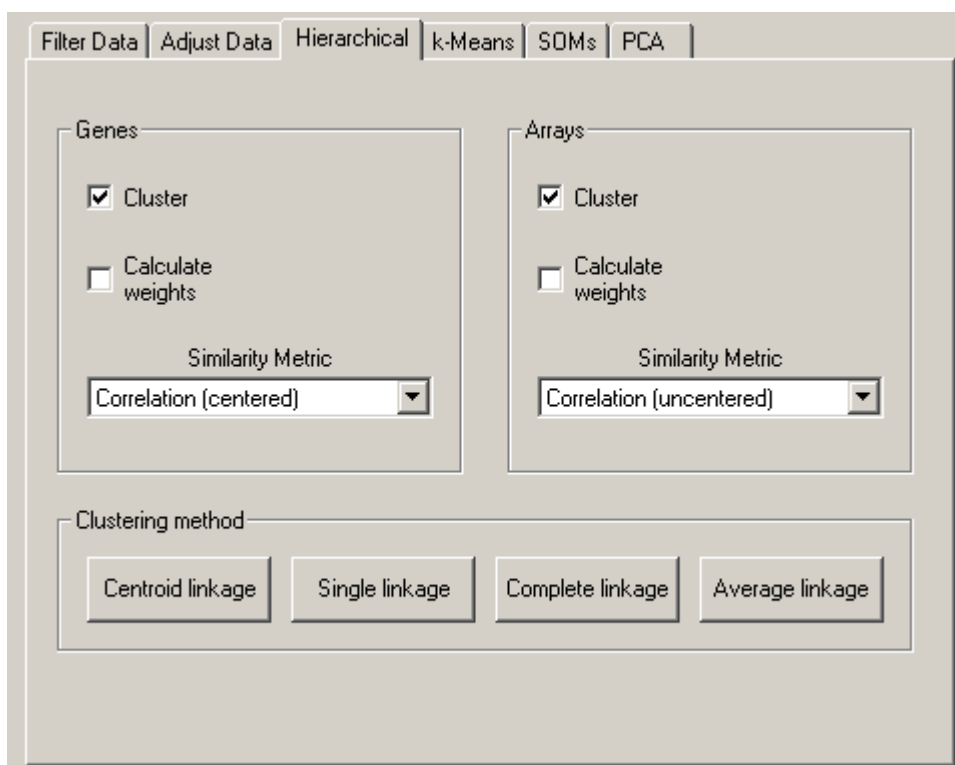 Filter Data Adjust Data Hierarchical k-Means SOMs PCA
Genes
Cluster
Calculate
weights
Similarity Metric
Correlation (centered)
Arrays
Cluster
Calculate
weights
Similarity Metric
Correlation (uncentered)
Clustering method
Centroid linkage Single linkage Complete linkage Average linkage